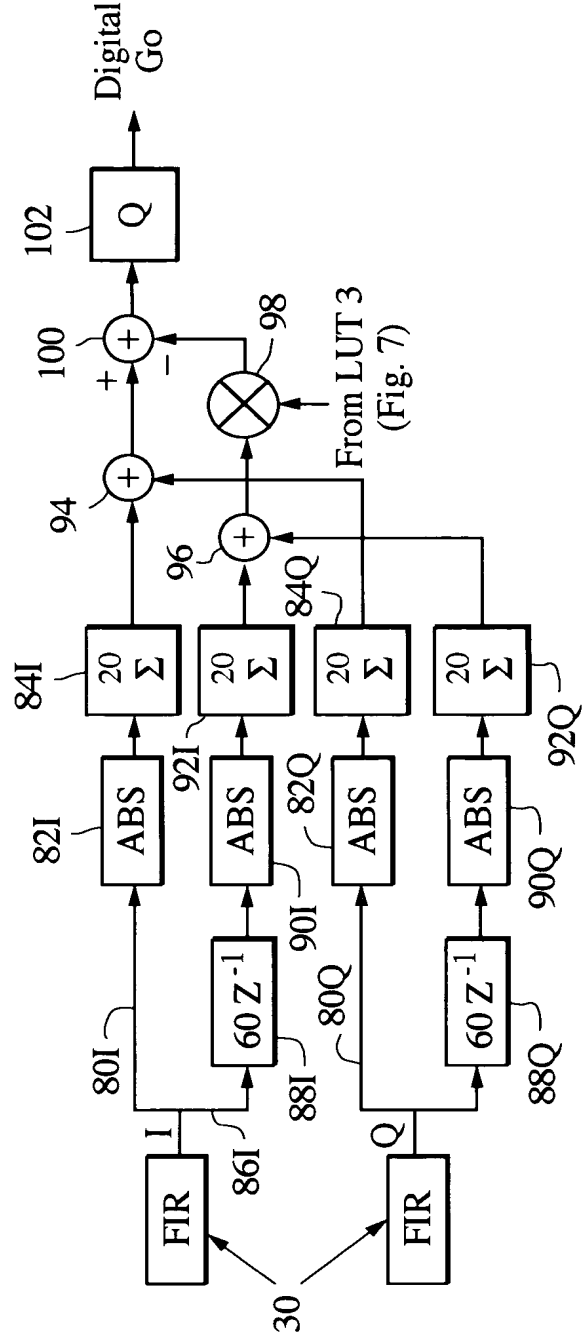 30
FIR
I
80I
86I
60 Z⁻¹
88I
82I
ABS
90I
ABS
84I
20
Σ
92I
20
Σ
94
+
96
+
100
+
+
−
98
From LUT 3
(Fig. 7)
102
Q
Digital
Go
FIR
Q
80Q
60 Z⁻¹
88Q
82Q
ABS
90Q
ABS
84Q
20
Σ
92Q
20
Σ